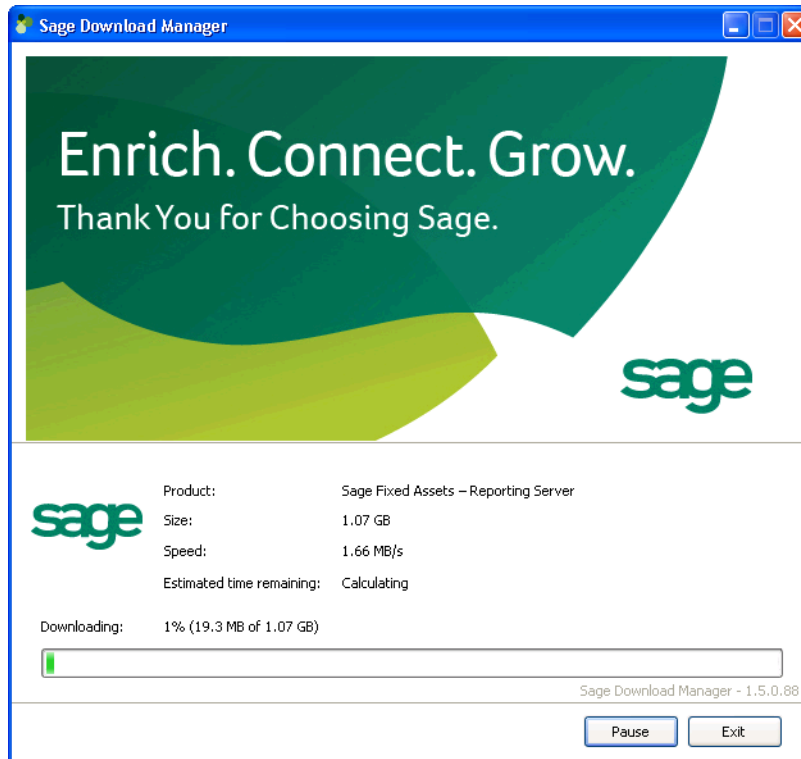 Sage Download Manager
Enrich. Connect. Grow.
Thank You for Choosing Sage.
sage
sage
Product: Sage Fixed Assets – Reporting Server
Size: 1.07 GB
Speed: 1.66 MB/s
Estimated time remaining: Calculating
Downloading: 1% (19.3 MB of 1.07 GB)
Sage Download Manager - 1.5.0.88
Pause Exit